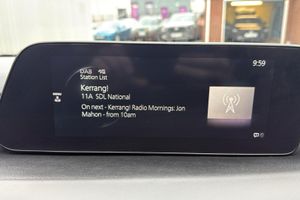 DAB
9:59
Station List
Kerrang!
11A SDL National
On next - Kerrang! Radio Mornings: Jon
Mahon - from 10am